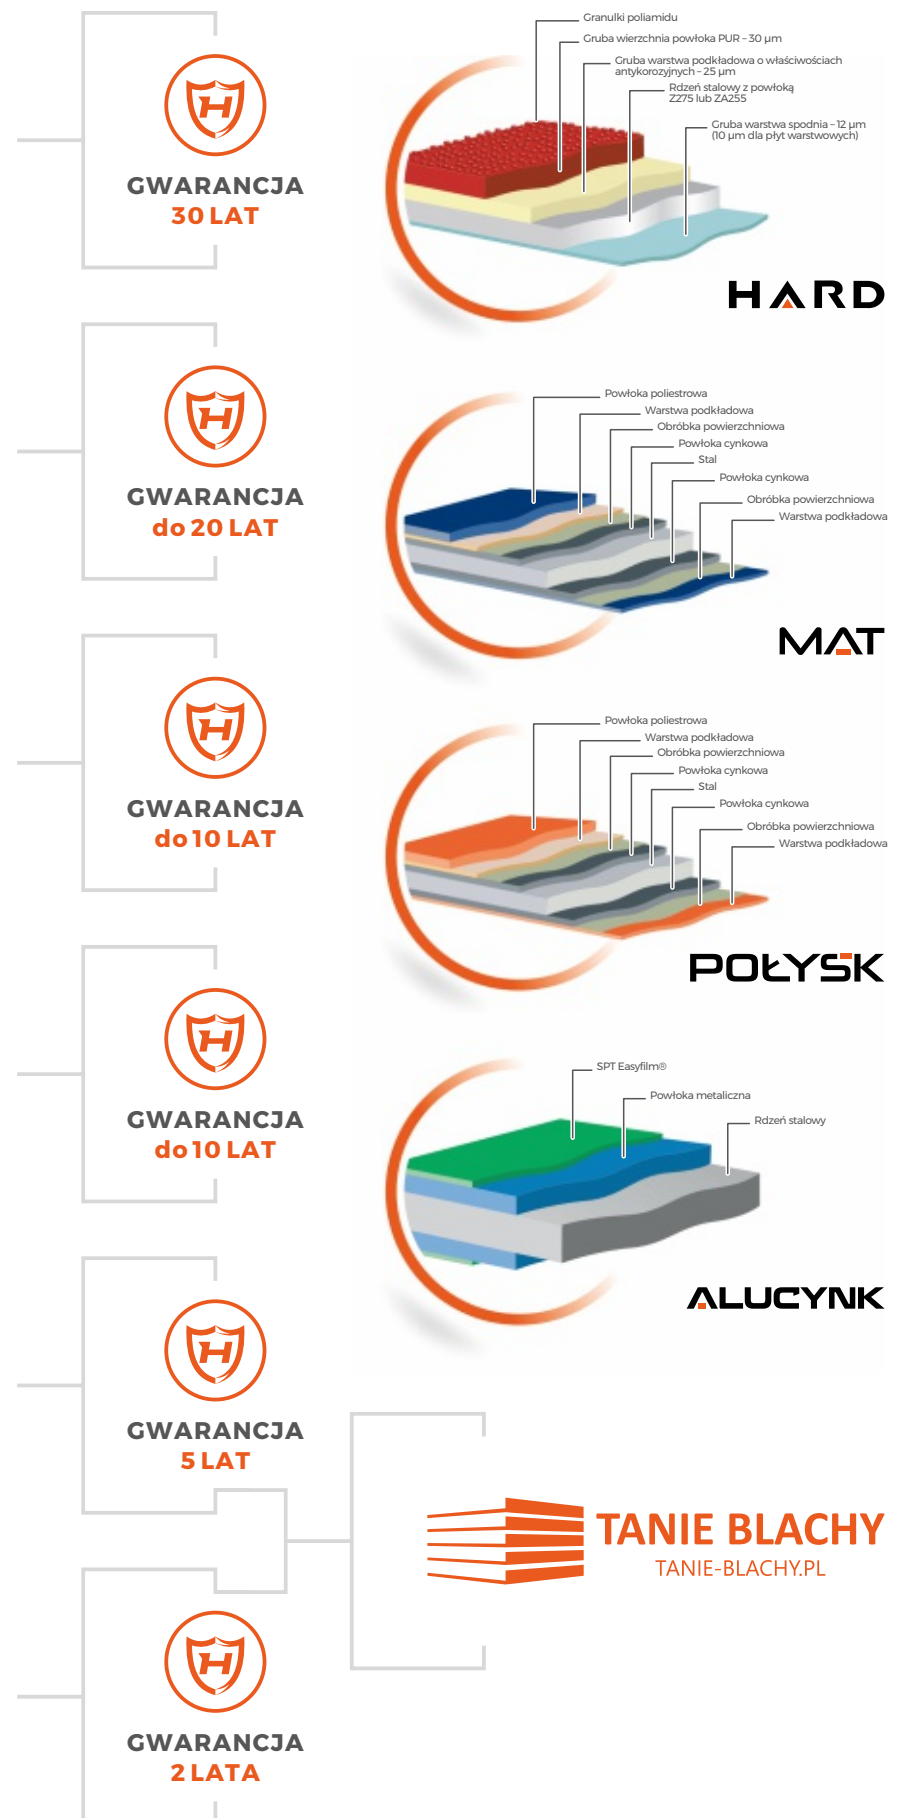 GWARANCJA
30 LAT
Granulki poliamidu
Gruba wierzchnia powłoka PUR – 30 µm
Gruba warstwa podkładowa o właściwościach
antykorozyjnych – 25 µm
Rdzeń stalowy z powłoką
Z275 lub ZA255
Gruba warstwa spodnia – 12 µm
(10 µm dla płyt warstwowych)
HARD
GWARANCJA
do 20 LAT
Powłoka poliestrowa
Warstwa podkładowa
Obróbka powierzchniowa
Powłoka cynkowa
Stal
Powłoka cynkowa
Obróbka powierzchniowa
Warstwa podkładowa
MAT
GWARANCJA
do 10 LAT
Powłoka poliestrowa
Warstwa podkładowa
Obróbka powierzchniowa
Powłoka cynkowa
Stal
Powłoka cynkowa
Obróbka powierzchniowa
Warstwa podkładowa
POŁYSK
GWARANCJA
do 10 LAT
SPT Easyfilm®
Powłoka metaliczna
Rdzeń stalowy
ALUCYNK
GWARANCJA
5 LAT
TANIE BLACHY
TANIE-BLACHY.PL
GWARANCJA
2 LATA